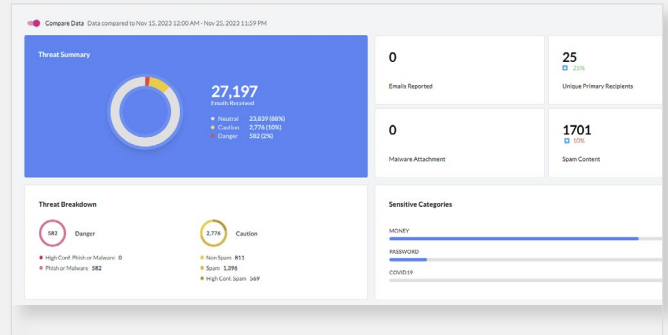 Compare Data Data compared to Nov 15, 2023 12:00 AM - Nov 25, 2023 11:59 PM
Threat Summary
27,197
Emails Received
Neutral 23,839 (88%)
Caution 2,776 (10%)
Danger 582 (2%)
0
Emails Reported
25
25%
Unique Primary Recipients
0
Malware Attachment
1701
10%
Spam Content
Threat Breakdown
582 Danger
High Conf. Phish or Malware 0
Phish or Malware 582
2,776 Caution
Non Spam 811
Spam 1,396
High Conf. Spam 569
Sensitive Categories
MONEY
PASSWORD
COVID19